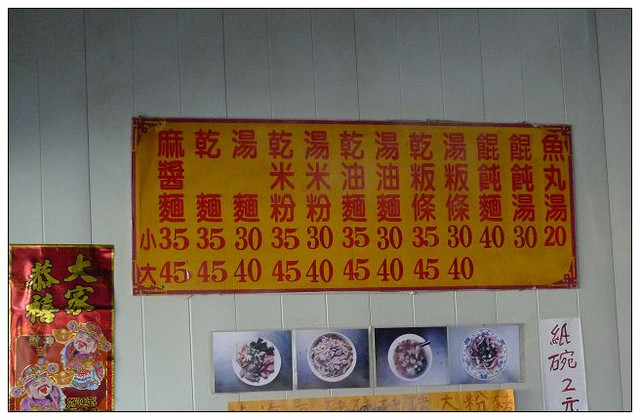 麻醬麵 乾麵 湯麵 乾米粉 湯米粉 乾油麵 湯油麵 乾粄條 湯粄條 餛飩麵 餛飩湯 魚丸湯
小 35 35 30 35 30 35 30 35 30 40 30 20
大 45 45 40 45 40 45 40 45 40
大家恭禧
紙碗2元